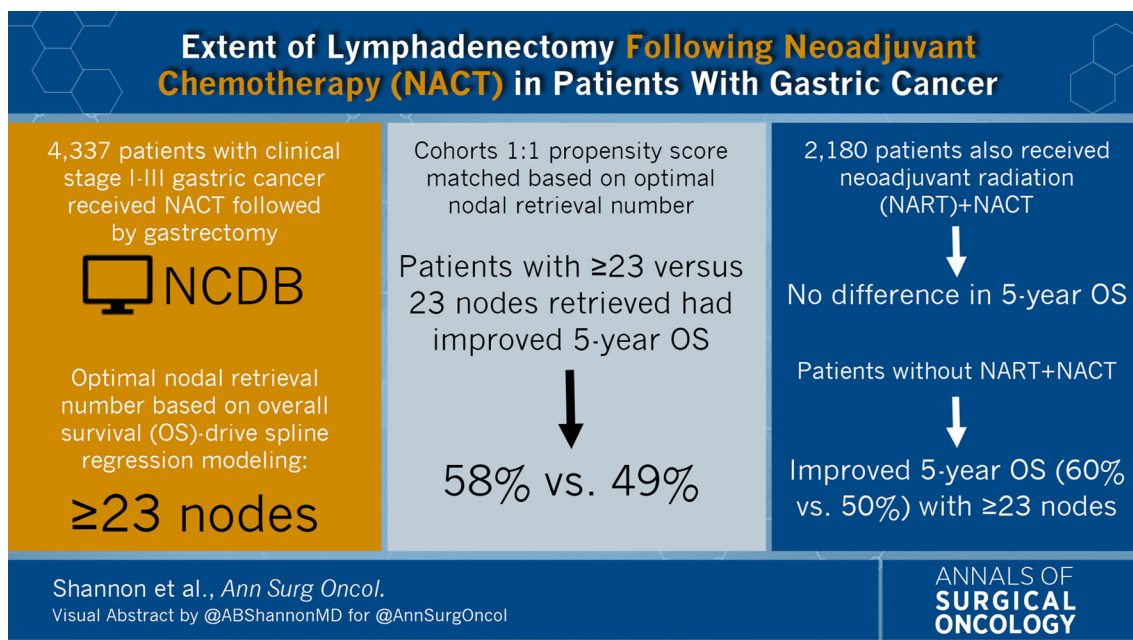 Extent of Lymphadenectomy Following Neoadjuvant
Chemotherapy (NACT) in Patients With Gastric Cancer
4,337 patients with clinical
stage I-III gastric cancer
received NACT followed
by gastrectomy
NCDB
Optimal nodal retrieval
number based on overall
survival (OS)-drive spline
regression modeling:
≥23 nodes
Cohorts 1:1 propensity score
matched based on optimal
nodal retrieval number
Patients with ≥23 versus
23 nodes retrieved had
improved 5-year OS
58% vs. 49%
2,180 patients also received
neoadjuvant radiation
(NART)+NACT
No difference in 5-year OS
Patients without NART+NACT
Improved 5-year OS (60%
vs. 50%) with ≥23 nodes
Shannon et al., Ann Surg Oncol.
Visual Abstract by @ABShannonMD for @AnnSurgOncol
ANNALS OF
SURGICAL
ONCOLOGY